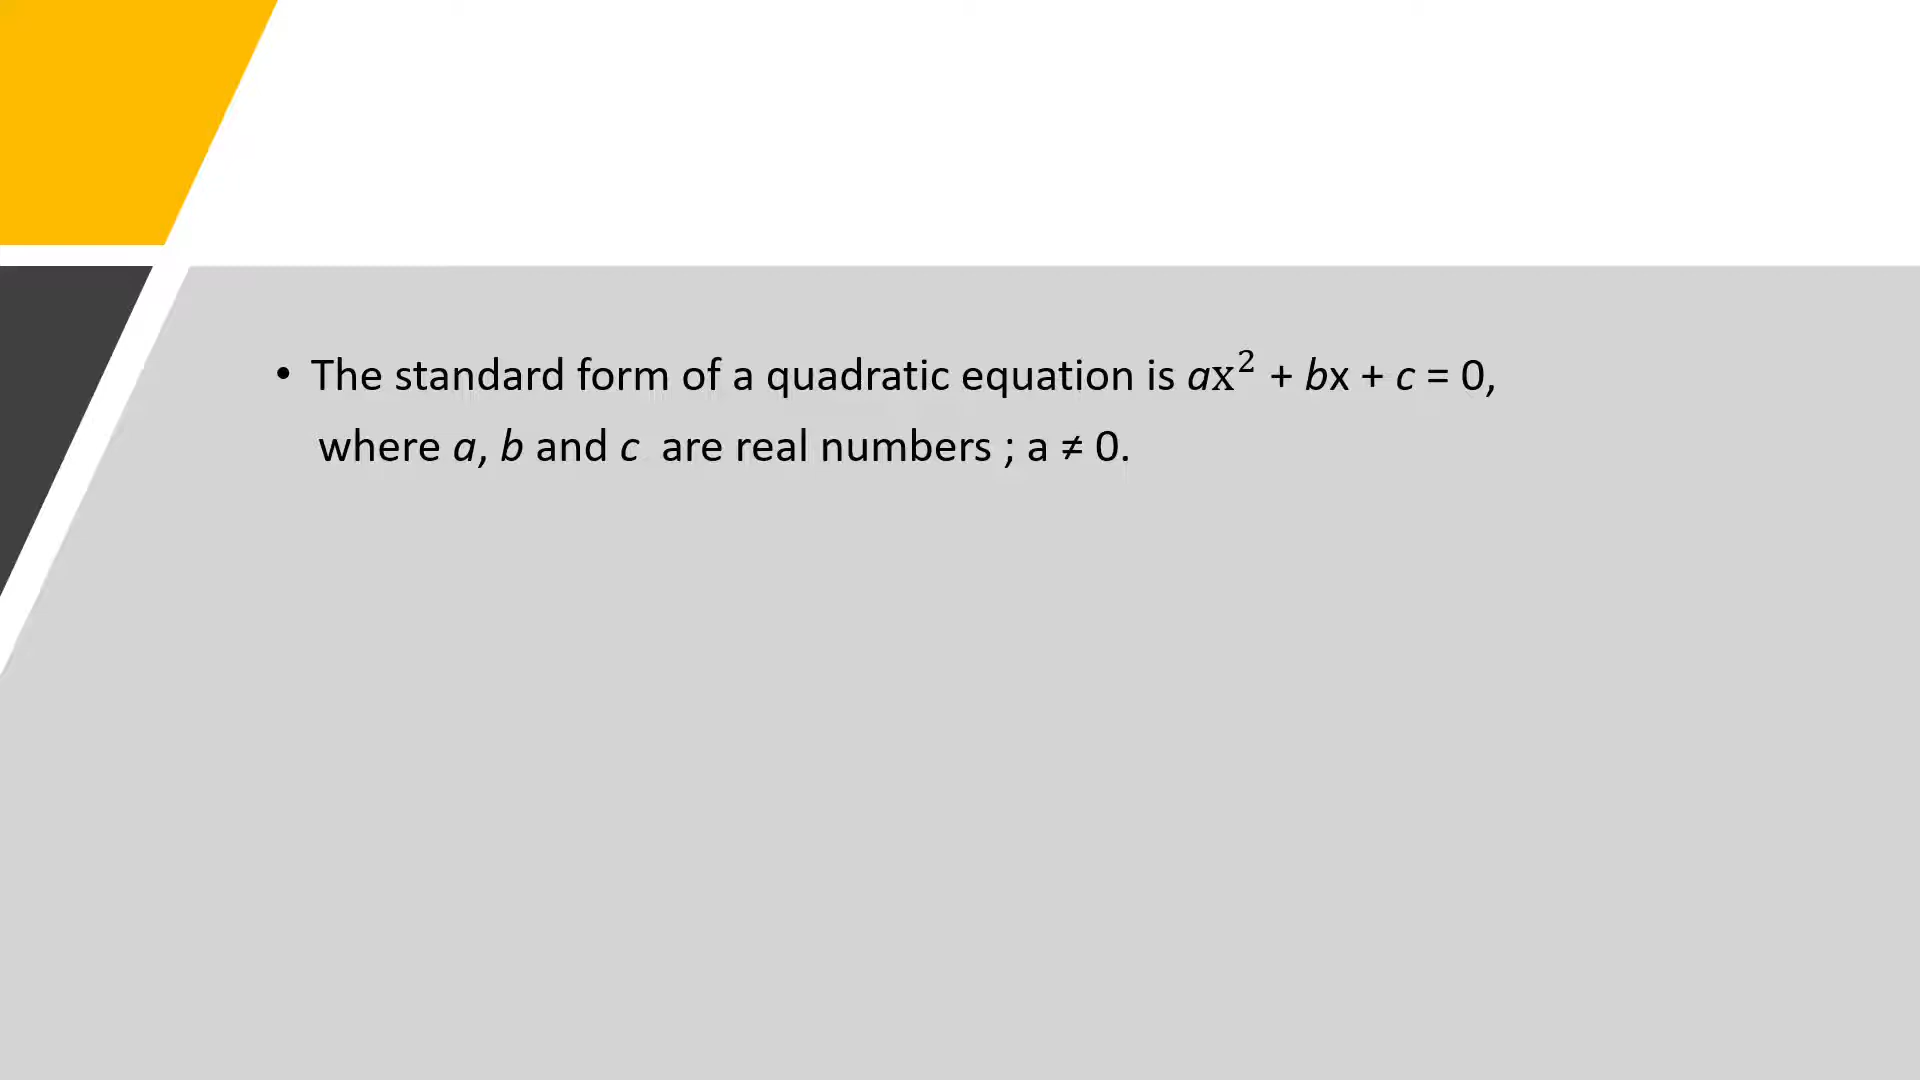 • The standard form of a quadratic equation is ax² + bx + c = 0,
where a, b and c are real numbers ; a ≠ 0.